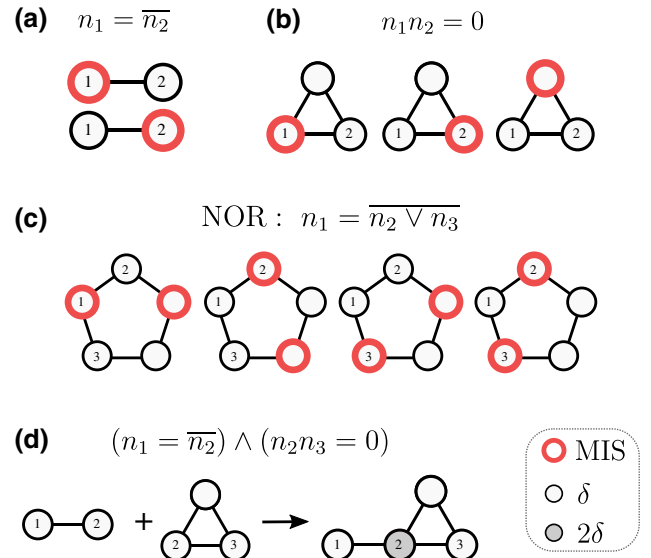 (a) $n_1 = \overline{n_2}$
1 2
1 2
(b) $n_1 n_2 = 0$
1 2 1 2 1 2
(c) NOR : $n_1 = \overline{n_2 \vee n_3}$
2 2 2 2
1 1 1 1
3 3 3 3
(d) $(n_1 = \overline{n_2}) \wedge (n_2 n_3 = 0)$
1 2 + 2 3 1 2 3
MIS
δ
2δ